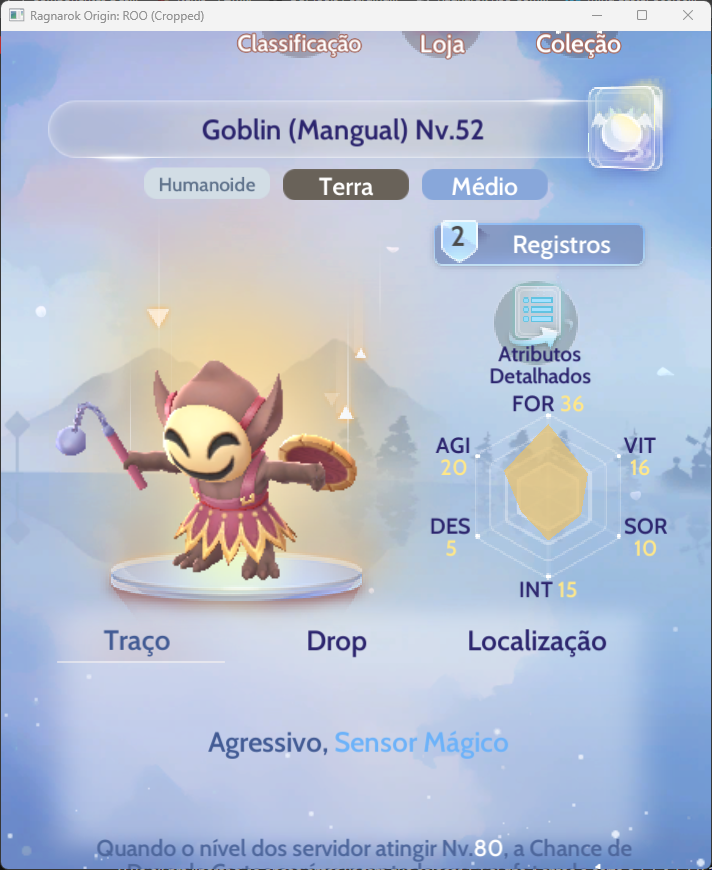 Ragnarok Origin: ROO (Cropped)
Classificação
Loja
Coleção
Goblin (Mangual) Nv.52
Humanoide
Terra
Médio
2
Registros
Atributos
Detalhados
FOR 36
AGI
20
VIT
16
DES
5
SOR
10
INT 15
Traço
Drop
Localização
Agressivo, Sensor Mágico
Quando o nível dos servidor atingir Nv.80, a Chance de